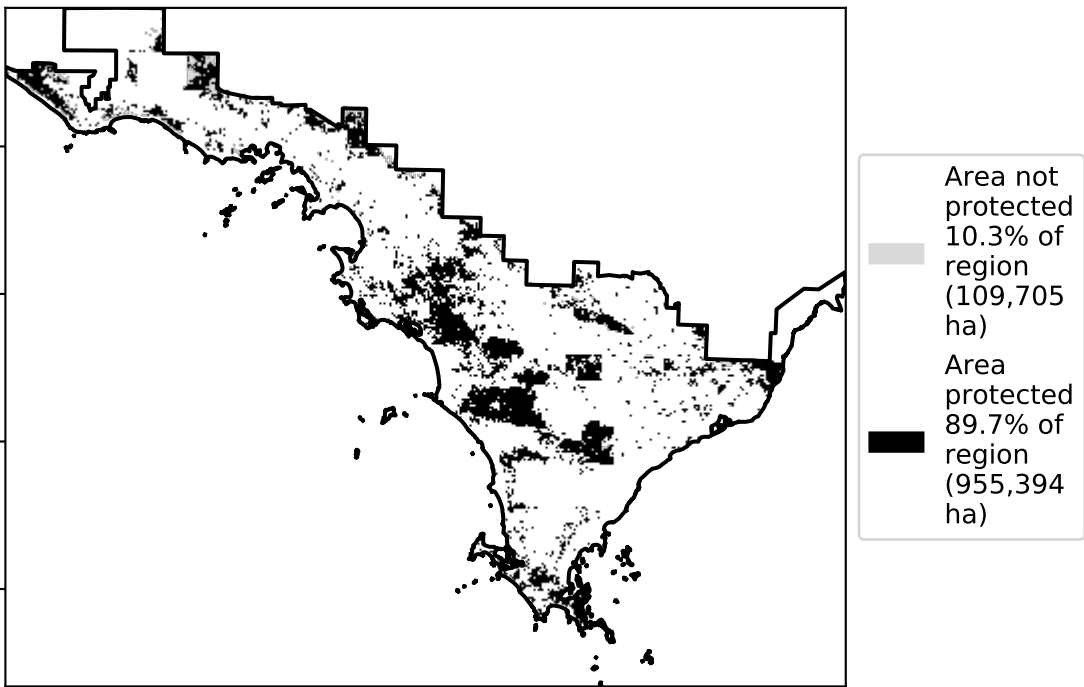 Area not
protected
10.3% of
region
(109,705
ha)
Area
protected
89.7% of
region
(955,394
ha)